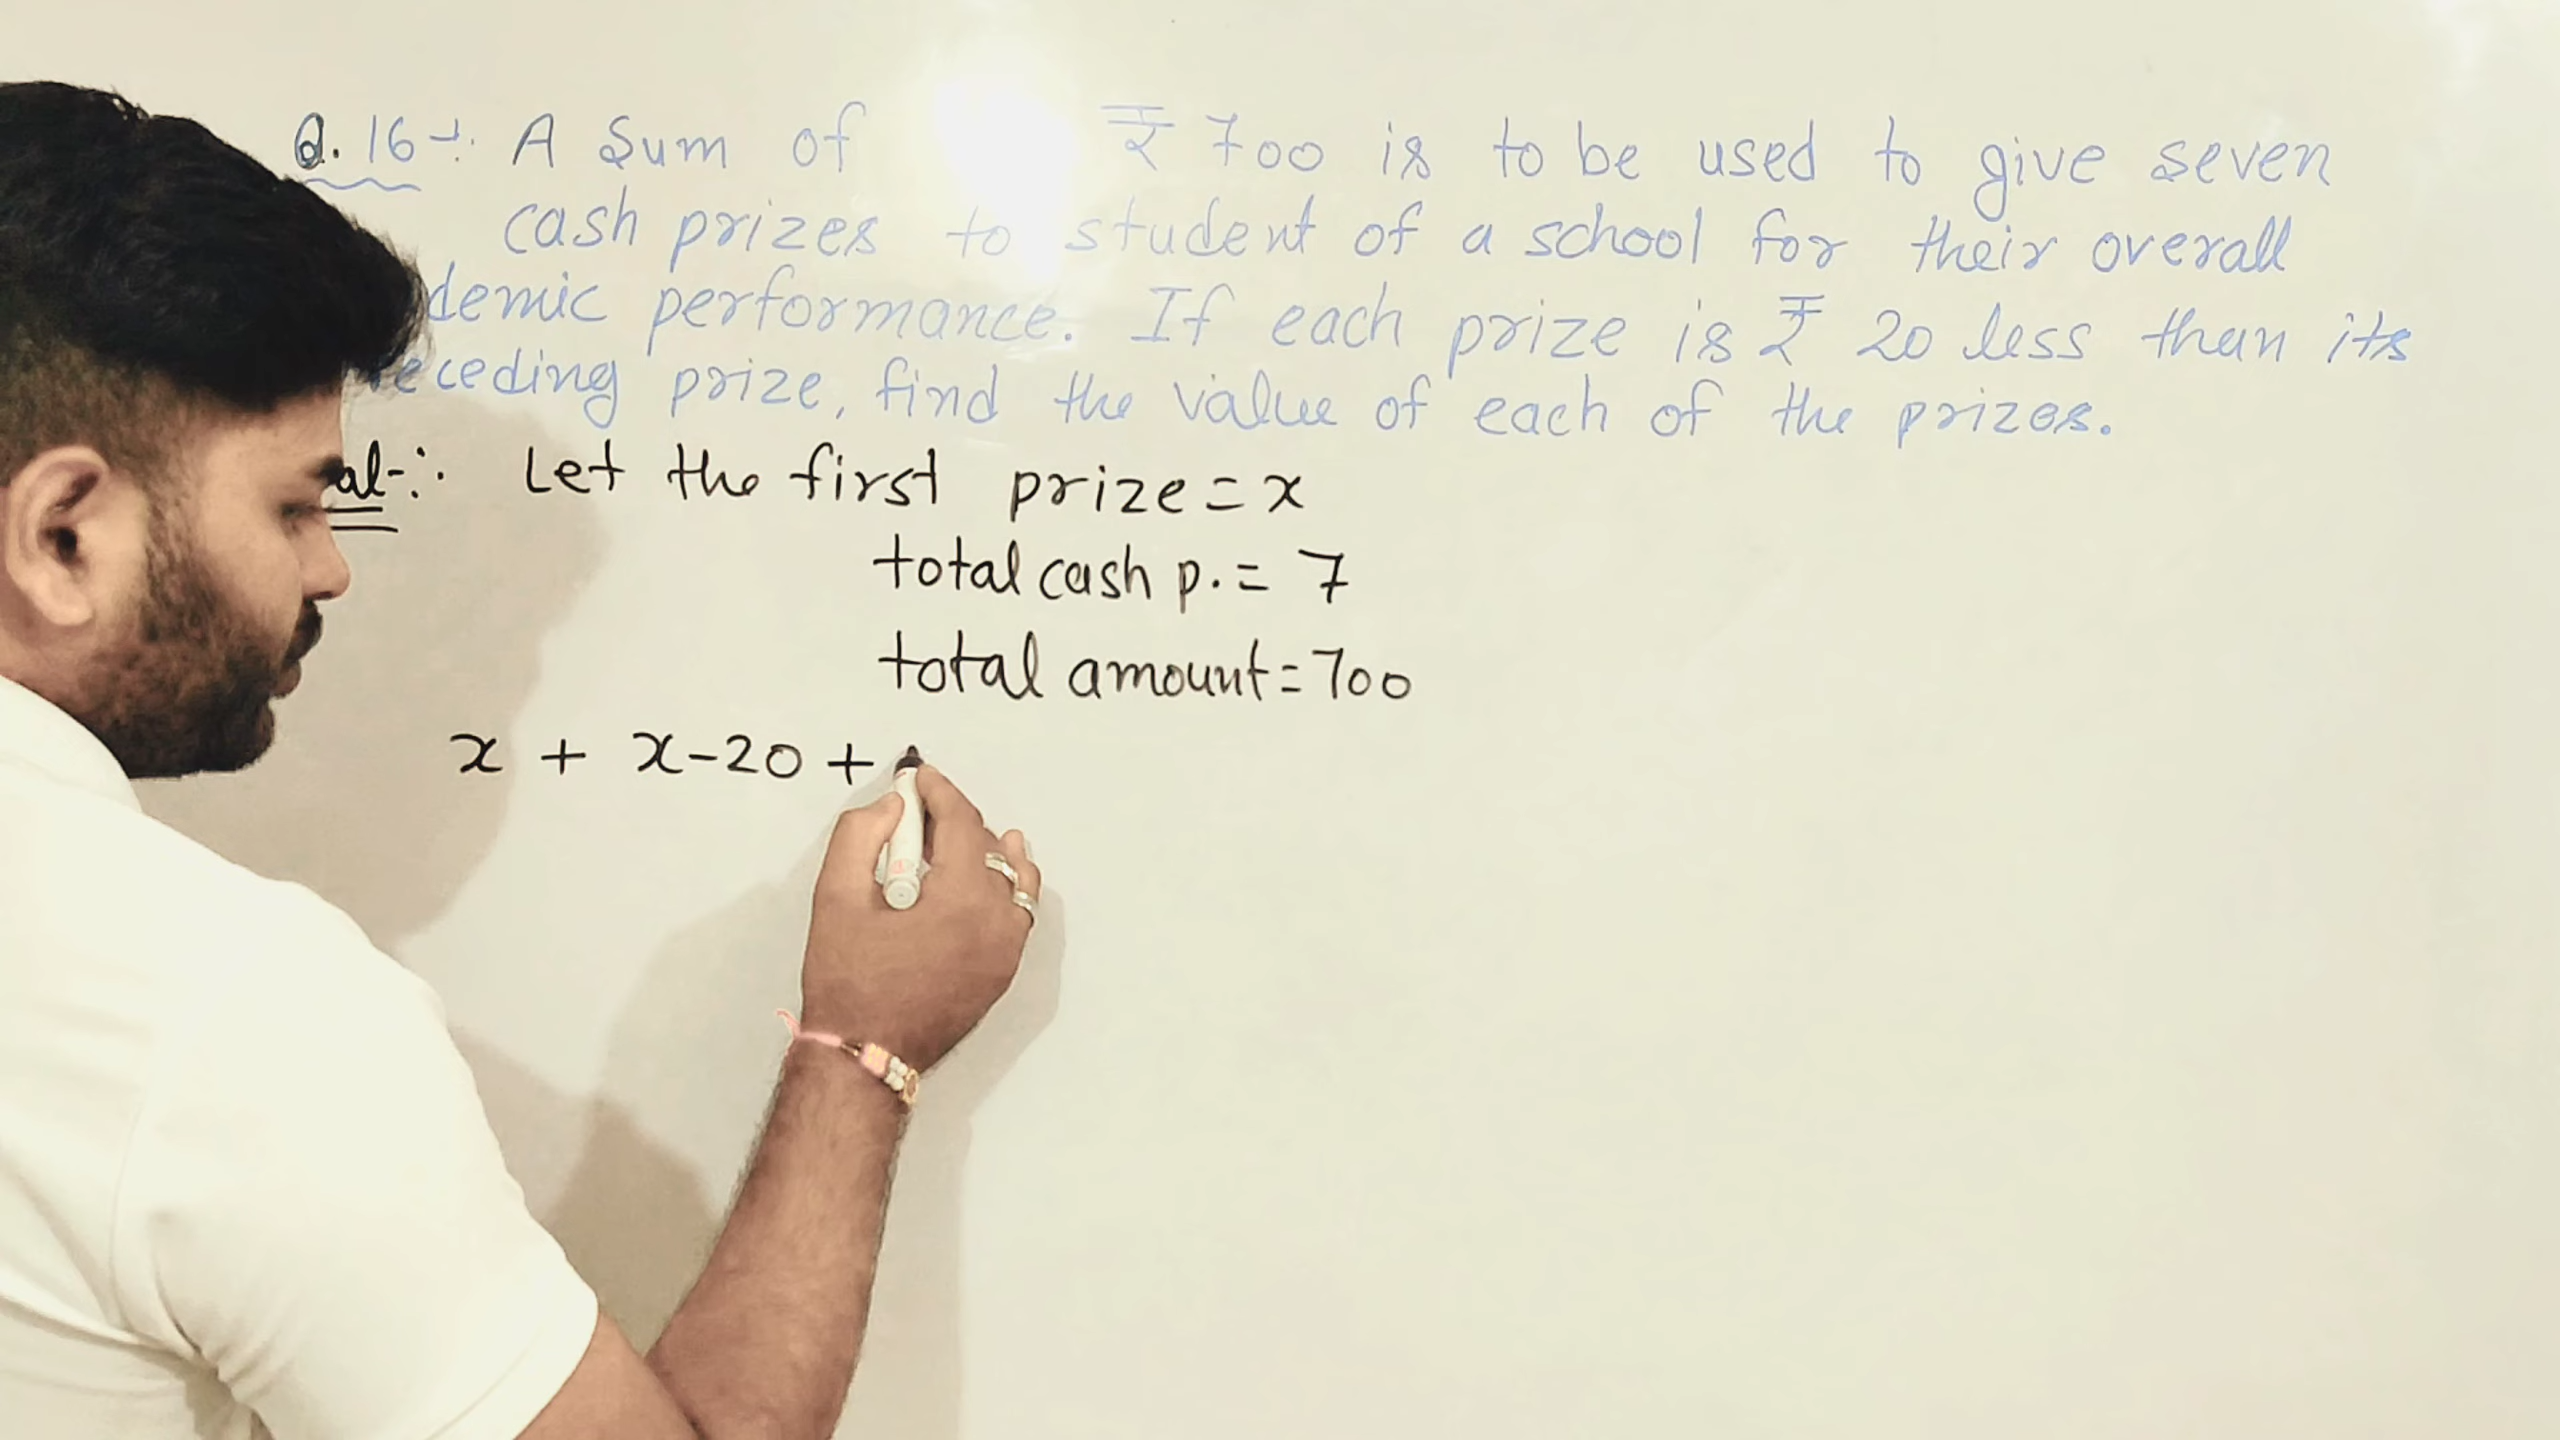 Q.16-: A Sum of ₹ 700 is to be used to give seven
cash prizes to student of a school for their overall
demic performance. If each prize is ₹ 20 less than its
eceding prize, find the value of each of the prizes.
al-: Let the first prize = x
total cash p. = 7
total amount = 700
x + x-20 +